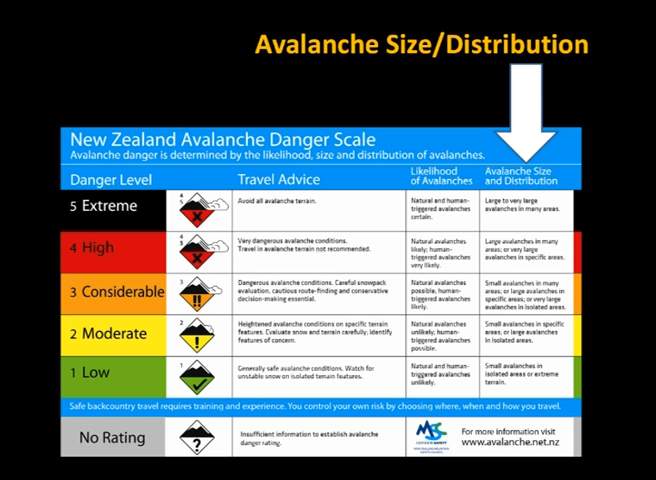 Avalanche Size/Distribution
New Zealand Avalanche Danger Scale
Avalanche danger is determined by the likelihood, size and distribution of avalanches.
Danger Level
Travel Advice
Likelihood
of Avalanches
Avalanche Size
and Distribution
5 Extreme
4
5
Avoid all avalanche terrain.
Natural and human-
triggered avalanches
certain.
Large to very large
avalanches in many areas.
4 High
Very dangerous avalanche conditions.
Travel in avalanche terrain not recommended.
Natural avalanches
likely; human-
triggered avalanches
very likely.
Large avalanches in many
areas; or very large
avalanches in specific areas.
3 Considerable
3
Dangerous avalanche conditions. Careful snowpack
evaluation, cautious route-finding and conservative
decision-making essential.
Natural avalanches
possible, human-
triggered avalanches
likely.
Small avalanches in many
areas; or large avalanches in
specific areas; or very large
avalanches in isolated areas.
2 Moderate
2
!
Heightened avalanche conditions on specific terrain
features. Evaluate snow and terrain carefully, identify
features of concern.
Natural avalanches
unlikely; human-
triggered avalanches
possible.
Small avalanches in specific
areas; or large avalanches
in isolated areas.
1 Low
1
Generally safe avalanche conditions. Watch for
unstable snow on isolated terrain features.
Natural and human-
triggered avalanches
unlikely.
Small avalanches in
isolated areas or extreme
terrain.
Safe backcountry travel requires training and experience. You control your own risk by choosing where, when and how you travel.
No Rating
?
Insufficient information to establish avalanche
danger rating.
MSC
For more information visit
www.avalanche.net.nz